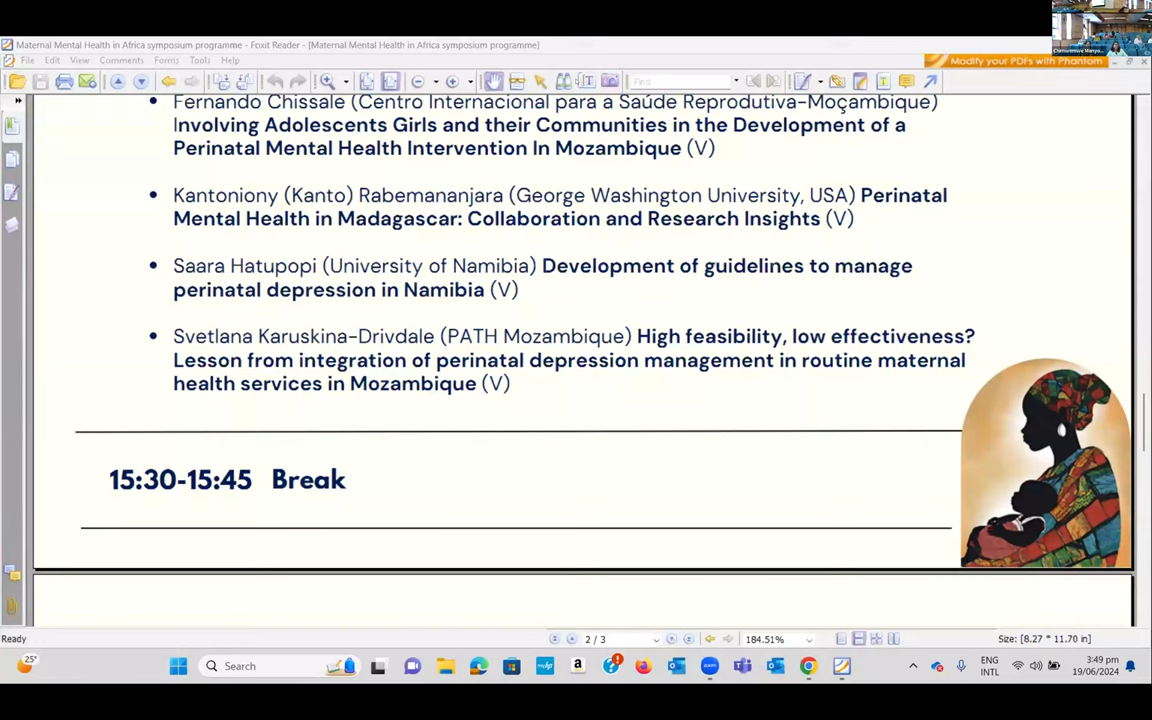 Maternal Mental Health in Africa symposium programme - Foxit Reader - [Maternal Mental Health in Africa symposium programme]
File Edit View Comments Forms Tools Help
Modify your PDFs with Phantom
Find
Fernando Chissale (Centro Internacional para a Saúde Reprodutiva-Moçambique)
Involving Adolescents Girls and their Communities in the Development of a
Perinatal Mental Health Intervention In Mozambique (V)
Kantoniony (Kanto) Rabemananjara (George Washington University, USA) Perinatal
Mental Health in Madagascar: Collaboration and Research Insights (V)
Saara Hatupopi (University of Namibia) Development of guidelines to manage
perinatal depression in Namibia (V)
Svetlana Karuskina-Drivdale (PATH Mozambique) High feasibility, low effectiveness?
Lesson from integration of perinatal depression management in routine maternal
health services in Mozambique (V)
15:30-15:45 Break
Ready
2 / 3
184.51%
Size: [8.27 * 11.70 in]
25°
Search
ENG
INTL
3:49 pm
19/06/2024